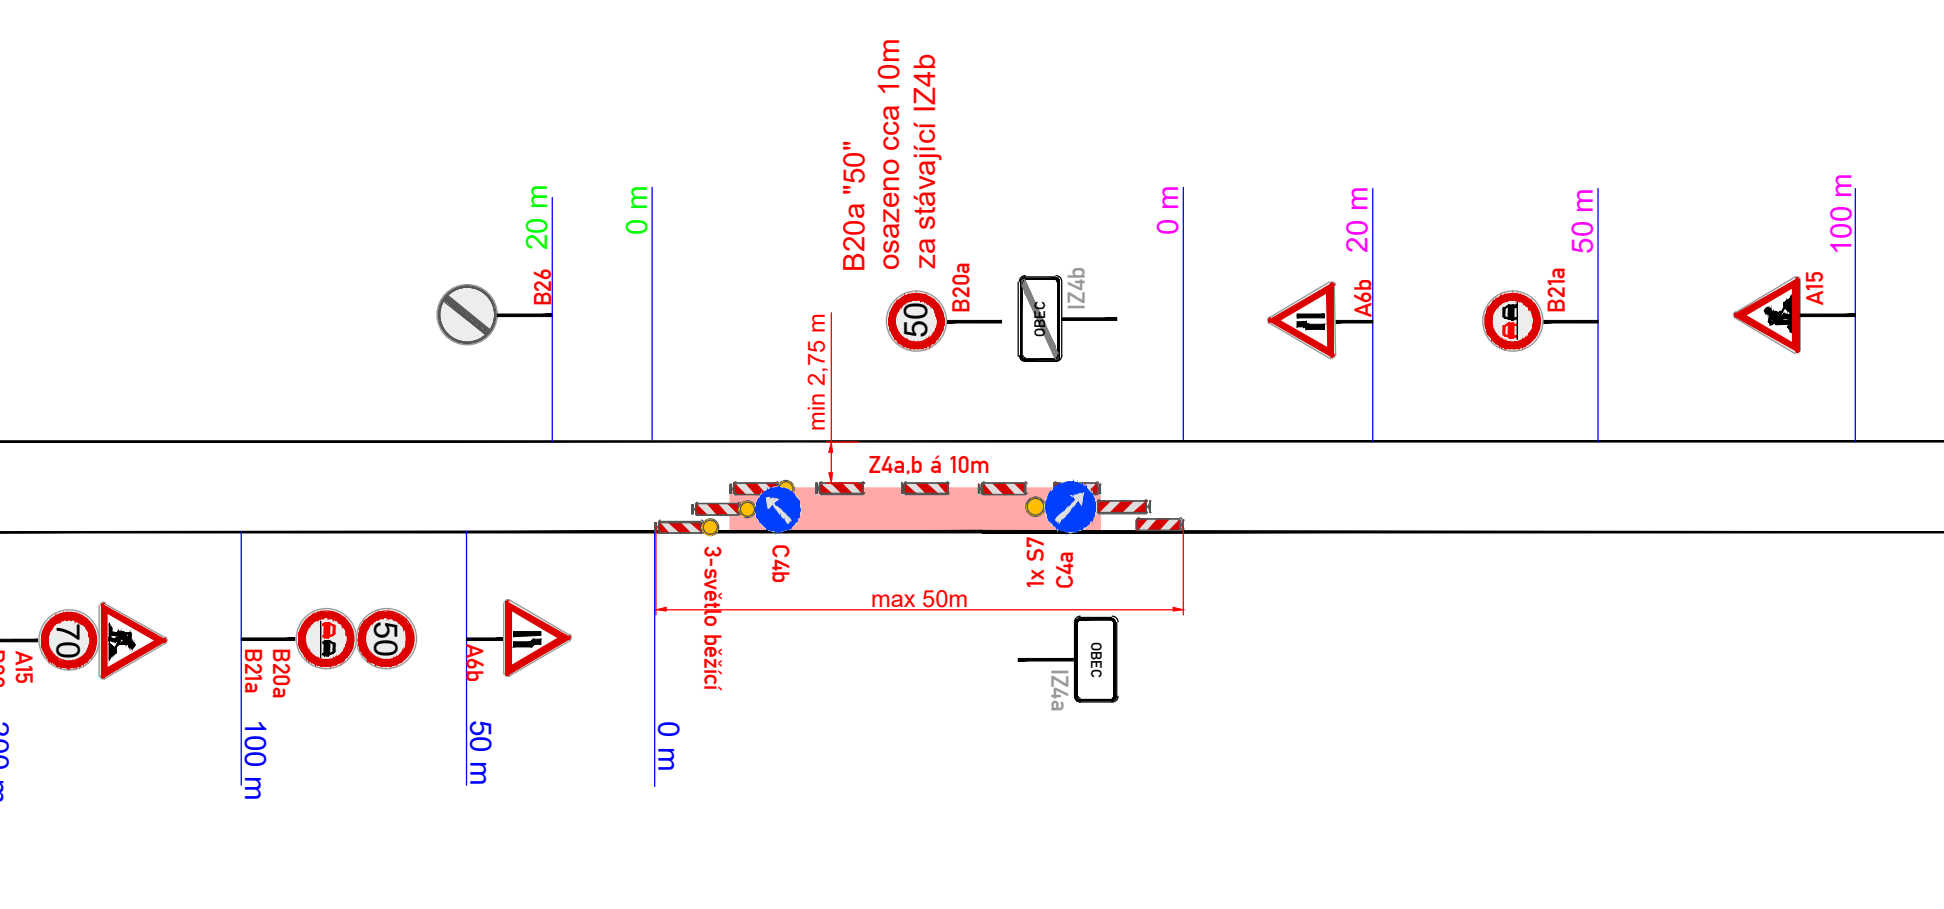 B20a "50"
osazeno cca 10m
za stávající IZ4b
20 m
0 m
0 m
20 m
50 m
100 m
B26
min 2,75 m
50
B20a
OBEC
IZ4b
A6b
B21a
A15
Z4a,b á 10m
3-světlo běžící
C4b
1x S7
C4a
max 50m
70
A15
B21a
B20a
50
A6b
OBEC
IZ4a
100 m
50 m
0 m